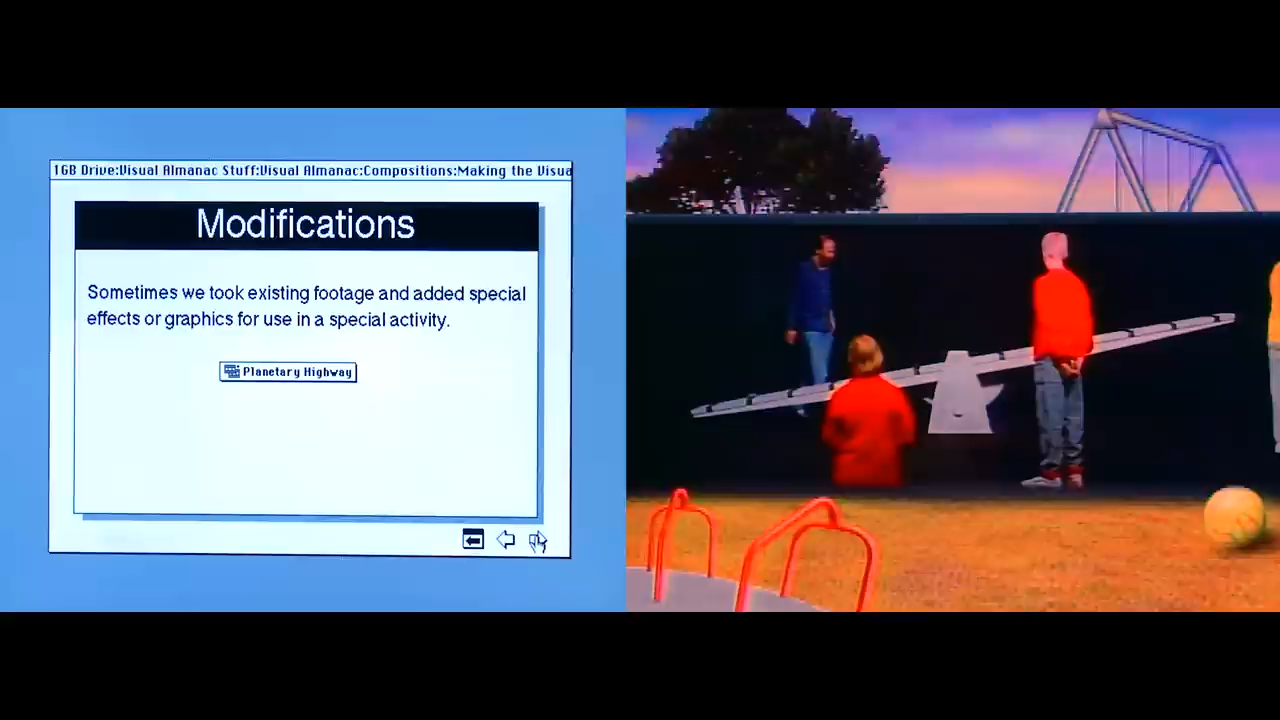 1GB Drive:Visual Almanac Stuff:Visual Almanac:Compositions:Making the Visua
Modifications
Sometimes we took existing footage and added special
effects or graphics for use in a special activity.
Planetary Highway